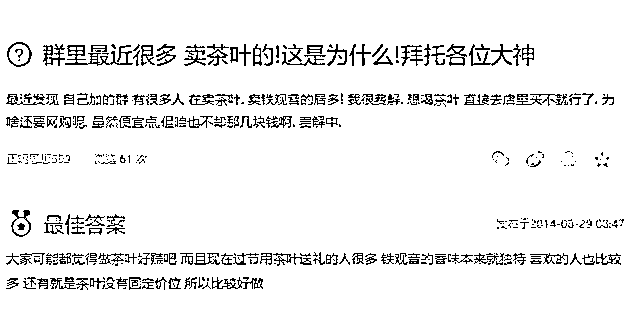 群里最近很多 卖茶叶的!这是为什么!拜托各位大神
最近发现 自己加的群 有很多人 在卖茶叶. 卖铁观音的居多! 我很费解. 想喝茶叶 直接去店里买不就行了. 为
啥还要网购呢. 虽然便宜点,但咱也不却那几块钱啊. 费解中.
浏览 61 次
最佳答案
发布于2014-03-29 03:47
大家可能都觉得做茶叶好赚吧 而且现在过节用茶叶送礼的人很多 铁观音的香味本来就独特 喜欢的人也比较
多 还有就是茶叶没有固定价位 所以比较好做